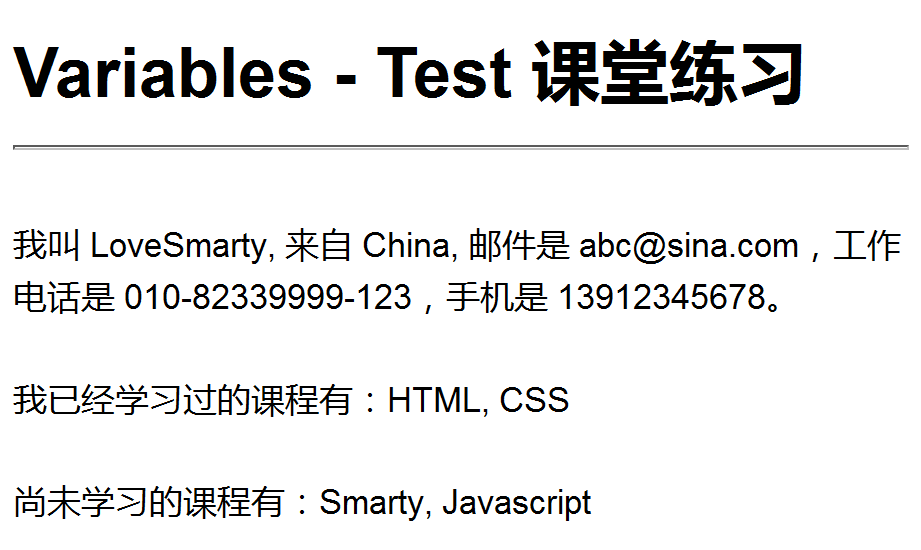 Variables - Test 课堂练习
我叫 LoveSmarty, 来自 China, 邮件是 abc@sina.com，工作
电话是 010-82339999-123，手机是 13912345678。
我已经学习过的课程有：HTML, CSS
尚未学习的课程有：Smarty, Javascript